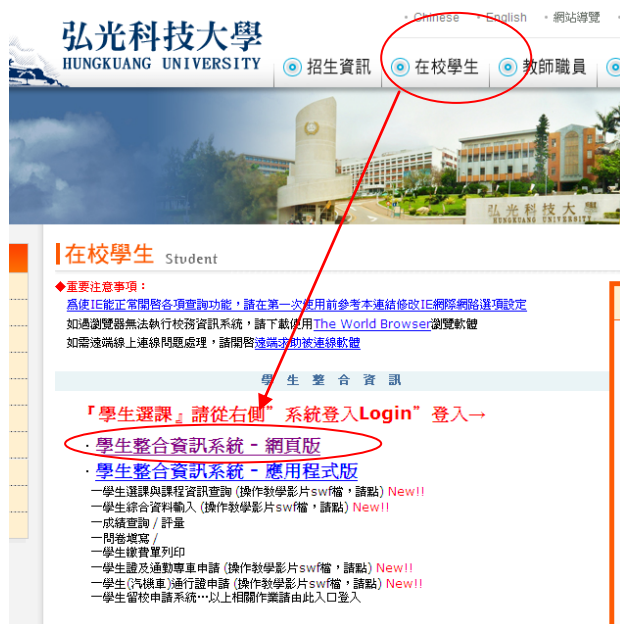 Chinese English 網站導覽
弘光科技大學
HUNGKUANG UNIVERSITY
招生資訊 在校學生 教師職員
弘光科技大學
HUNGKUANG UNIVERSITY
在校學生 Student
◆重要注意事項：
為使IE能正常開啓各項查詢功能，請在第一次使用前參考本連結修改IE網際網路選項設定
如遇瀏覽器無法執行校務資訊系統，請下載使用The World Browser瀏覽軟體
如需遠端線上連線問題處理，請開啓遠端求助被連線軟體
學 生 整 合 資 訊
『學生選課』請從右側”系統登入Login”登入→
·學生整合資訊系統 - 網頁版
·學生整合資訊系統 - 應用程式版
—學生選課與課程資訊查詢 (操作教學影片swf檔，請點) New!!
—學生綜合資料輸入 (操作教學影片swf檔，請點) New!!
—成績查詢 / 評量
—問卷填寫 /
—學生繳費單列印
—學生證及通勤專車申請 (操作教學影片swf檔，請點) New!!
—學生(汽機車)通行證申請 (操作教學影片swf檔，請點) New!!
—學生留校申請系統…以上相關作業請由此入口登入